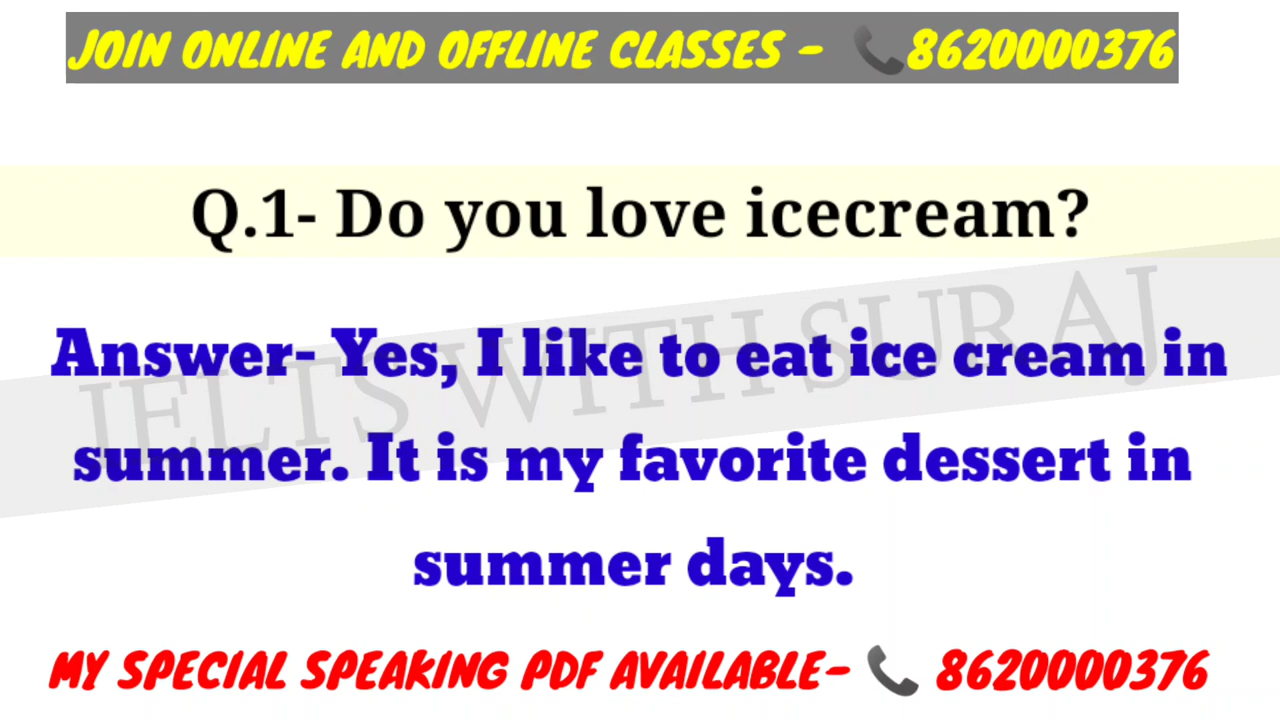 JOIN ONLINE AND OFFLINE CLASSES - 📞8620000376
Q.1- Do you love icecream?
IELTS WITH SURAJ
Answer- Yes, I like to eat ice cream in
summer. It is my favorite dessert in
summer days.
MY SPECIAL SPEAKING PDF AVAILABLE- 📞 8620000376